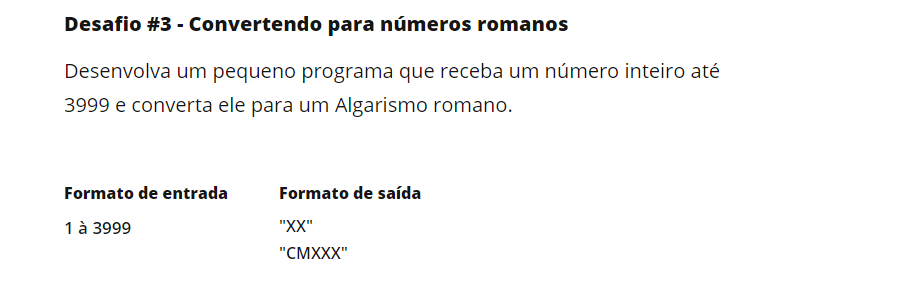 Desafio #3 - Convertendo para números romanos
Desenvolva um pequeno programa que receba um número inteiro até
3999 e converta ele para um Algarismo romano.
Formato de entrada
1 à 3999
Formato de saída
"XX"
"CMXXX"